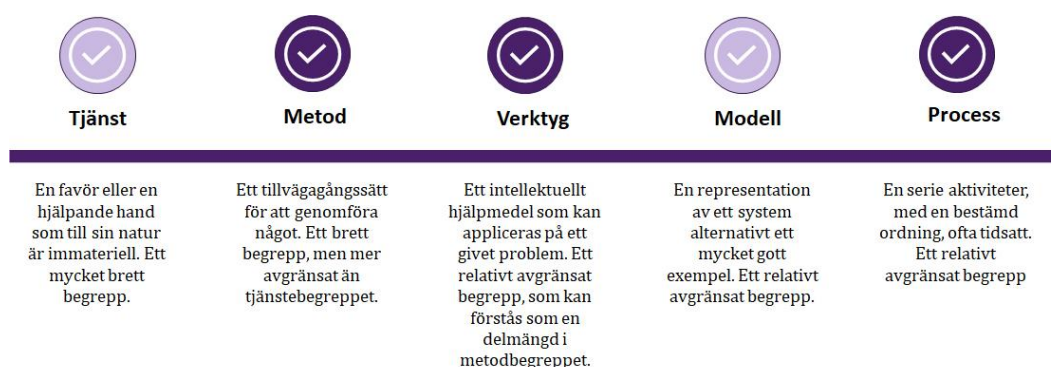 Tjänst
Metod
Verktyg
Modell
Process
En favör eller en
hjälpande hand
som till sin natur
är immateriell. Ett
mycket brett
begrepp.
Ett tillvägagångssätt
för att genomföra
något. Ett brett
begrepp, men mer
avgränsat än
tjänstebegreppet.
Ett intellektuellt
hjälpmedel som kan
appliceras på ett
givet problem. Ett
relativt avgränsat
begrepp, som kan
förstås som en
delmängd i
metodbegreppet.
En representation
av ett system
alternativt ett
mycket gott
exempel. Ett relativt
avgränsat begrepp.
En serie aktiviteter,
med en bestämd
ordning, ofta tidsatt.
Ett relativt
avgränsat begrepp